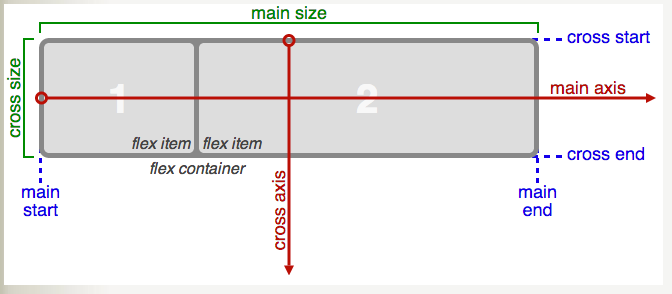 main size
cross start
cross size
1
2
main axis
flex item
flex item
cross end
flex container
main
start
cross axis
main
end